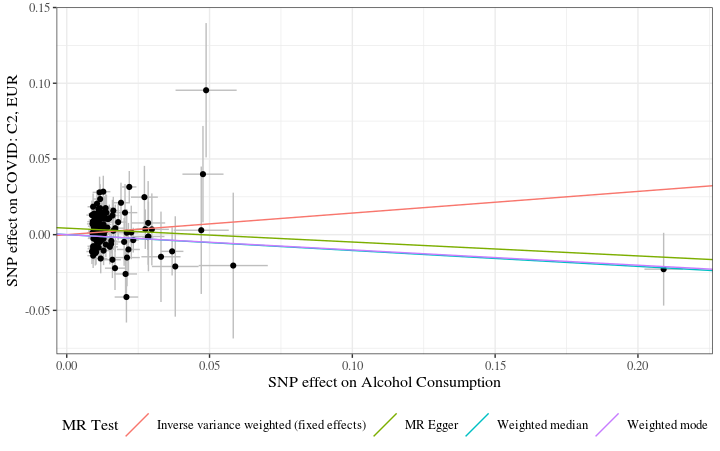 0.15
0.10
0.05
0.00
-0.05
SNP effect on COVID: C2, EUR
0.00 0.05 0.10 0.15 0.20
SNP effect on Alcohol Consumption
MR Test Inverse variance weighted (fixed effects) MR Egger Weighted median Weighted mode